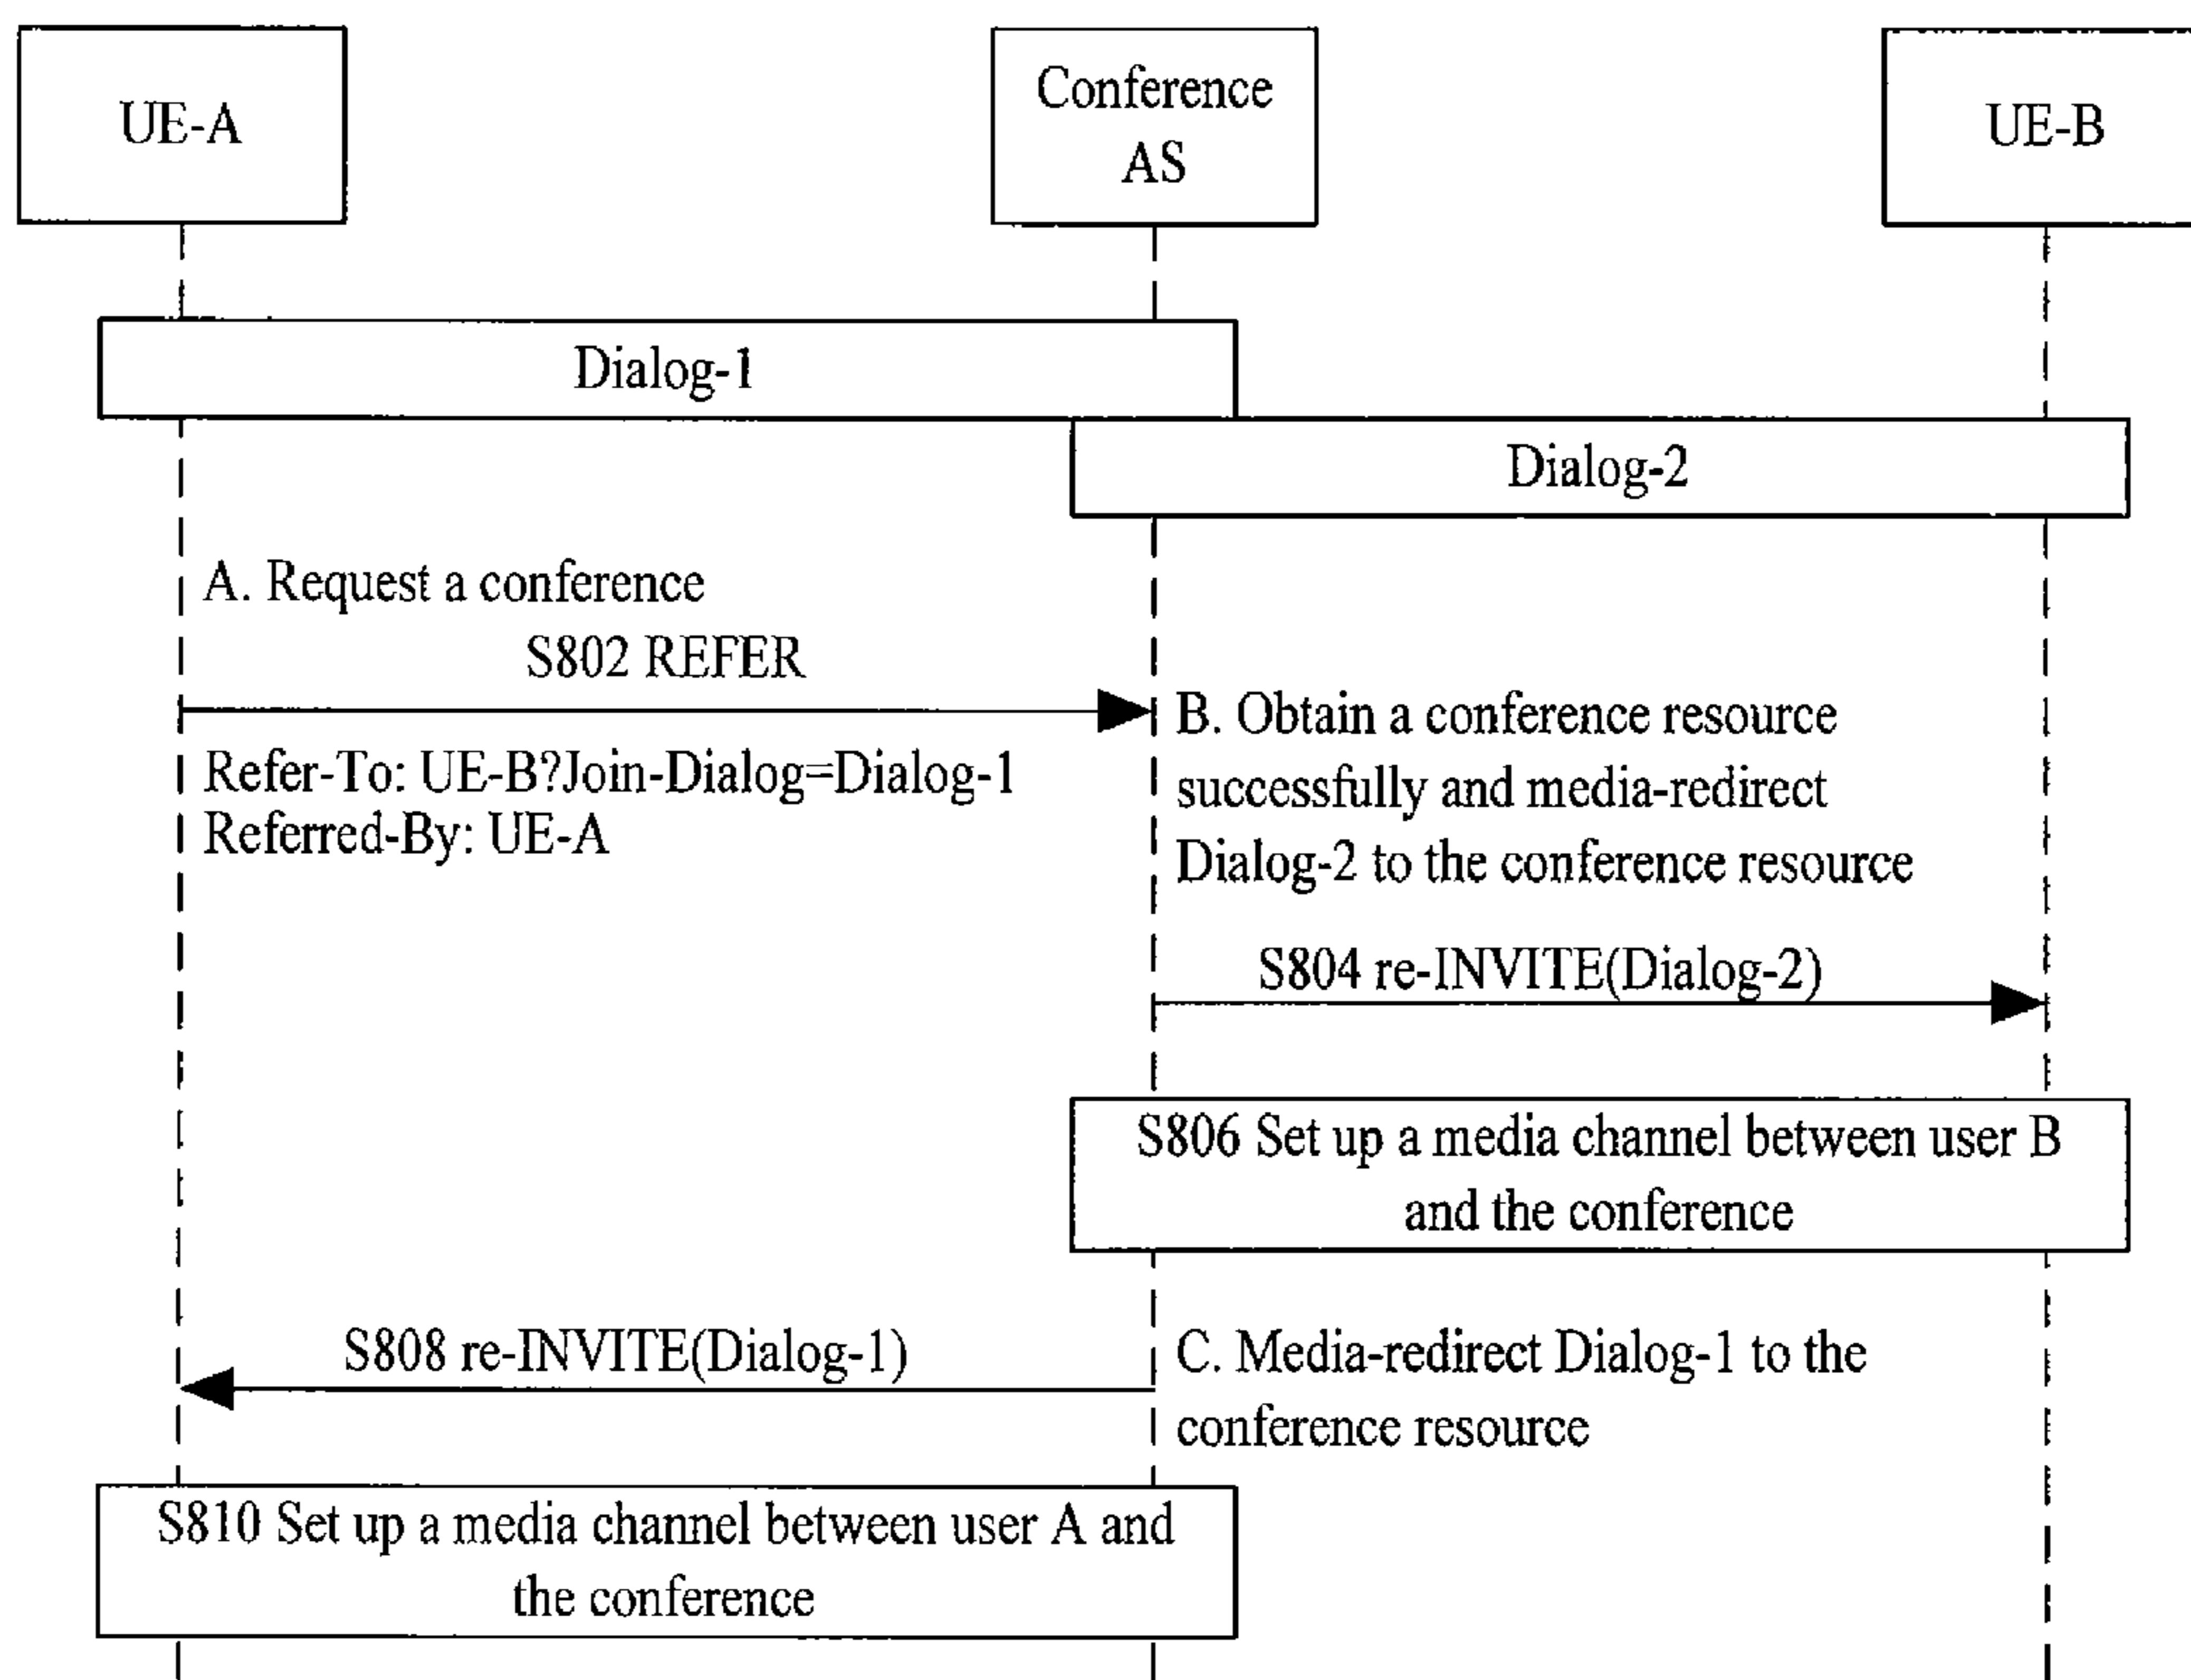 UE-A
Conference
AS
UE-B
Dialog-1
Dialog-2
A. Request a conference
S802 REFER
Refer-To: UE-B?Join-Dialog=Dialog-1
Referred-By: UE-A
B. Obtain a conference resource
successfully and media-redirect
Dialog-2 to the conference resource
S804 re-INVITE(Dialog-2)
S806 Set up a media channel between user B
and the conference
S808 re-INVITE(Dialog-1)
C. Media-redirect Dialog-1 to the
conference resource
S810 Set up a media channel between user A and
the conference